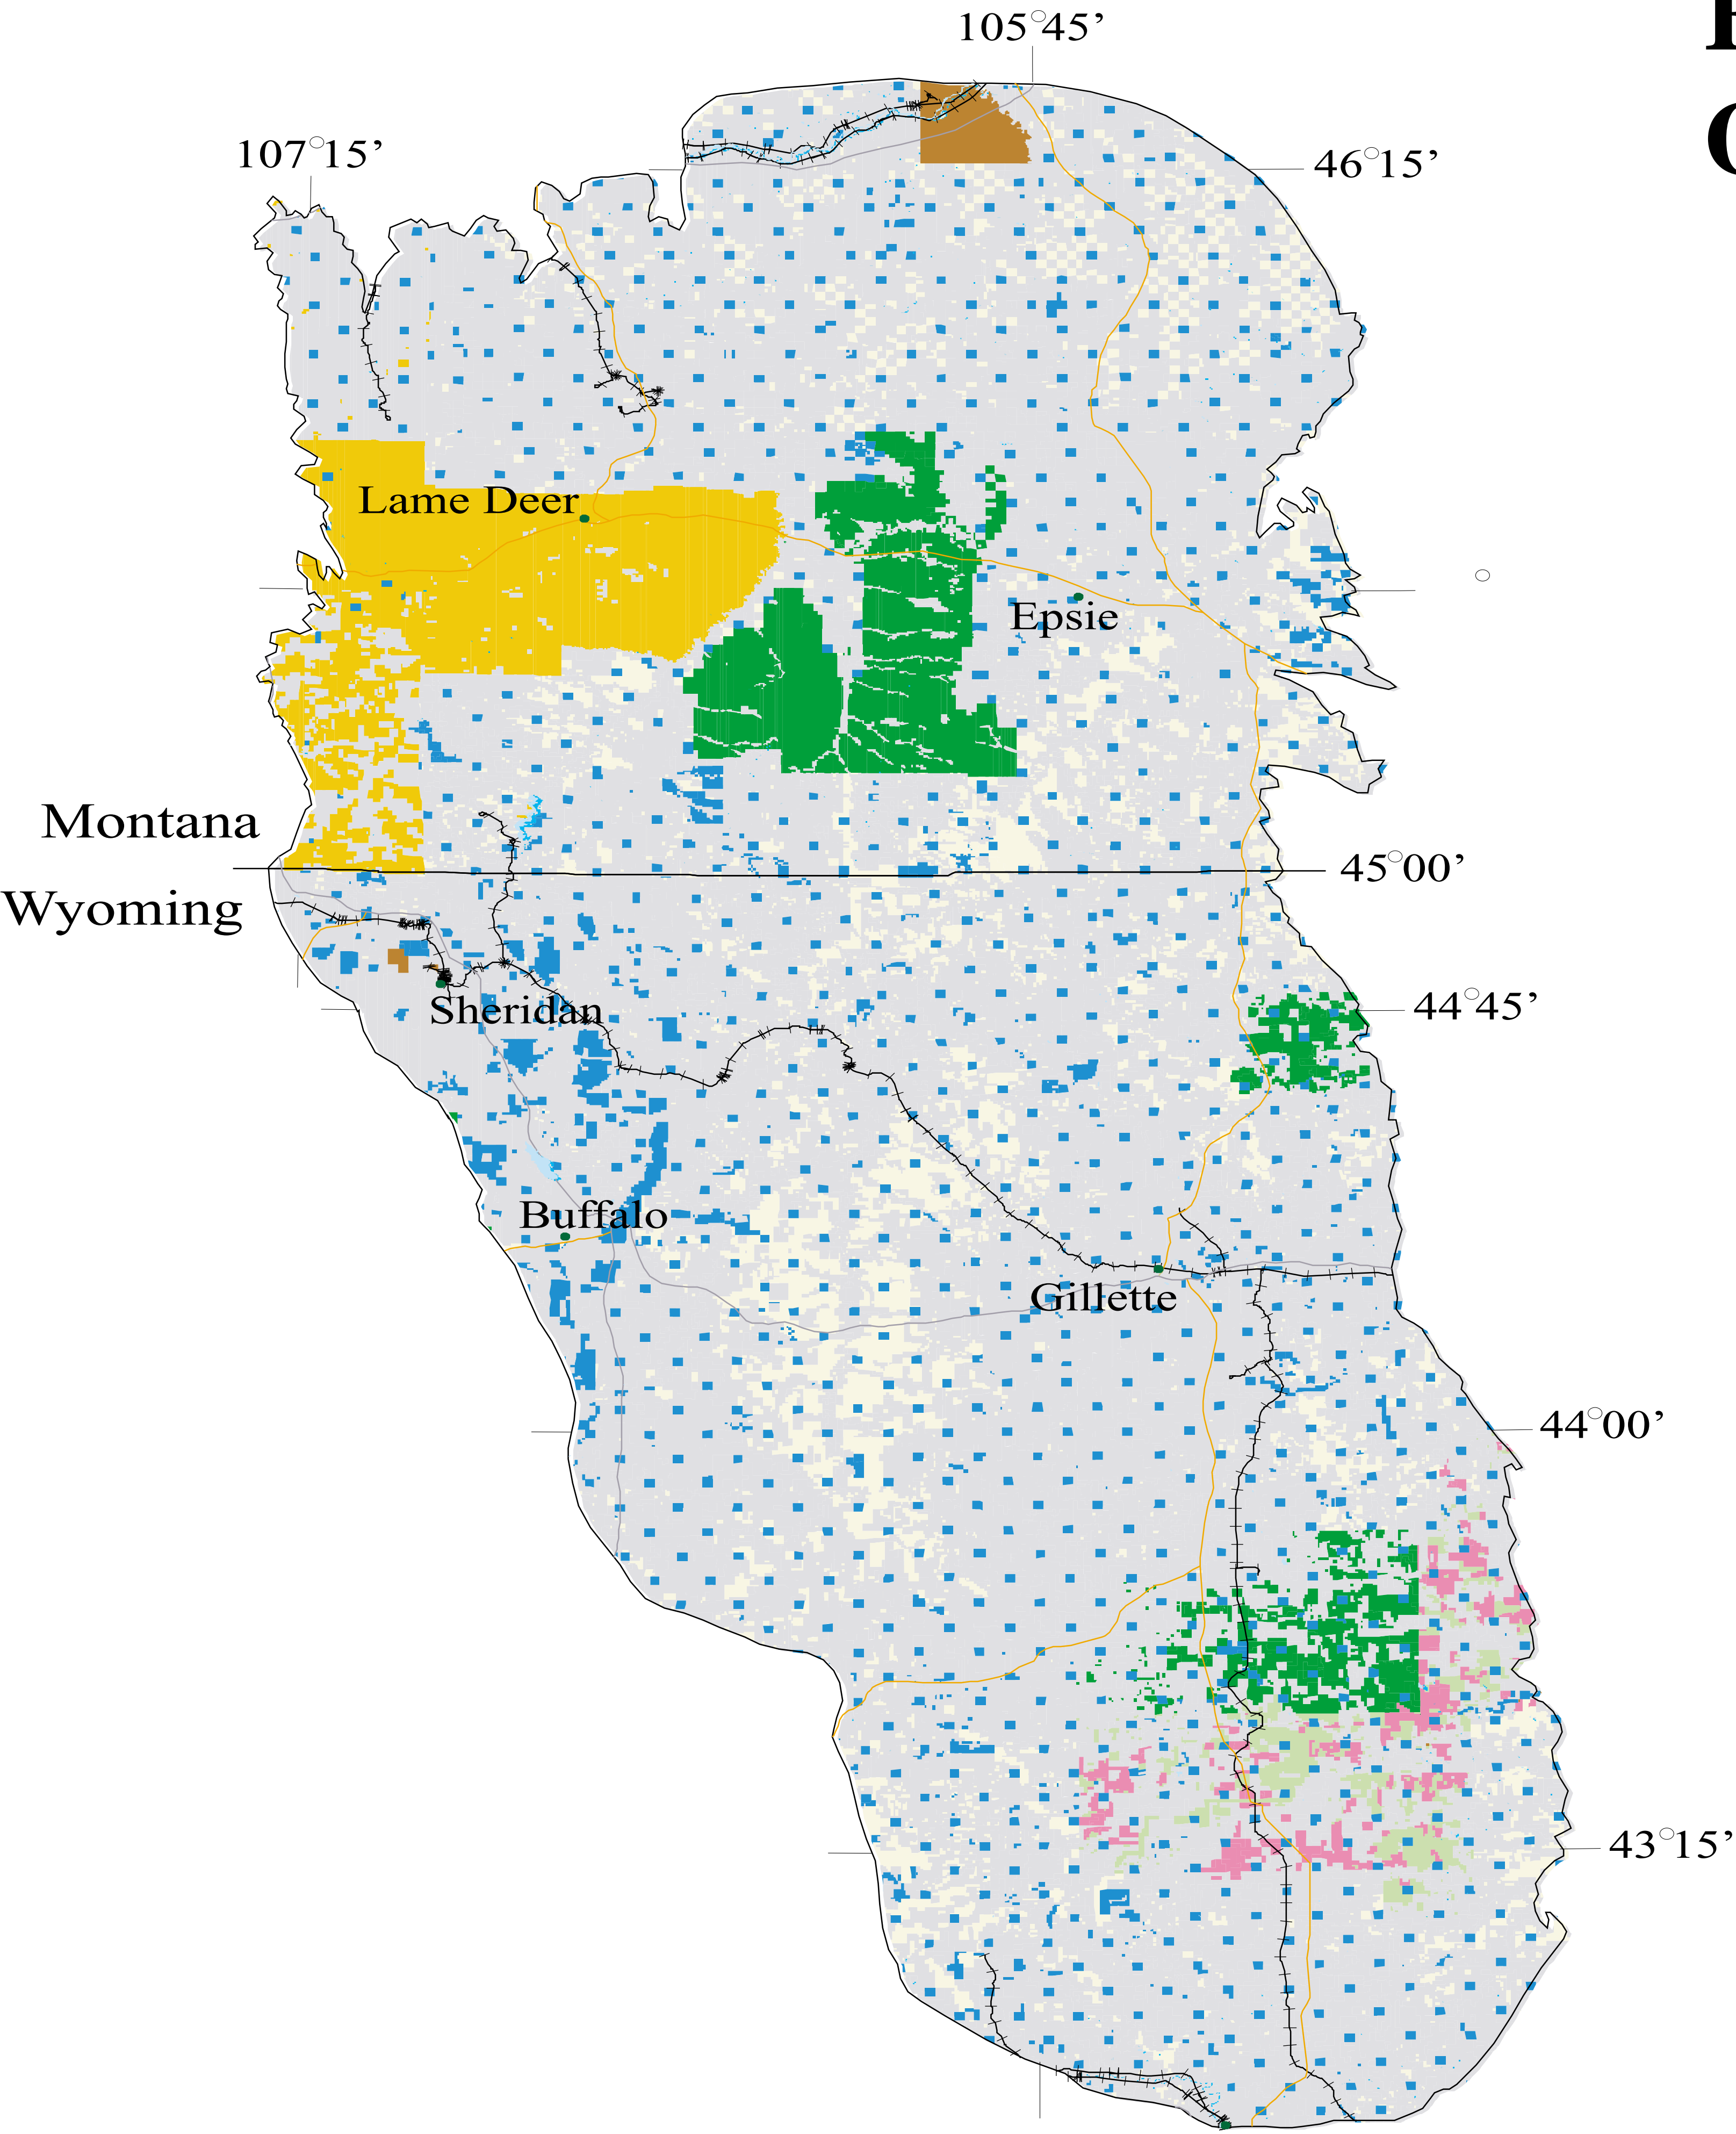 105°45’
107°15’
46°15’
Lame Deer
Epsie
°
Montana
45°00’
Wyoming
Sheridan
44°45’
Buffalo
Gillette
44°00’
43°15’